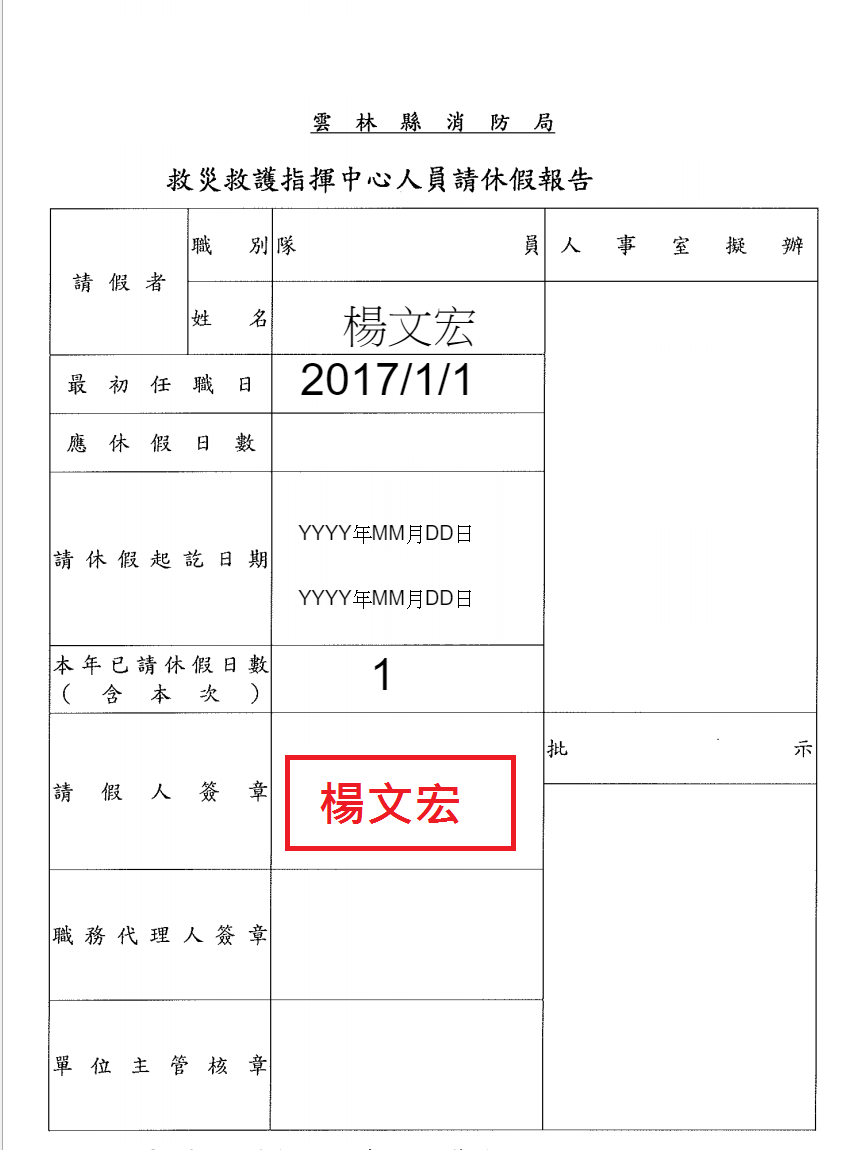 雲林縣消防局
救災救護指揮中心人員請休假報告
請假者
職別
隊員
人事室擬辦
姓名
楊文宏
最初任職日
2017/1/1
應休假日數
請休假起訖日期
YYYY年MM月DD日
YYYY年MM月DD日
本年已請休假日數
(含本次)
1
請假人簽章
楊文宏
批示
職務代理人簽章
單位主管核章